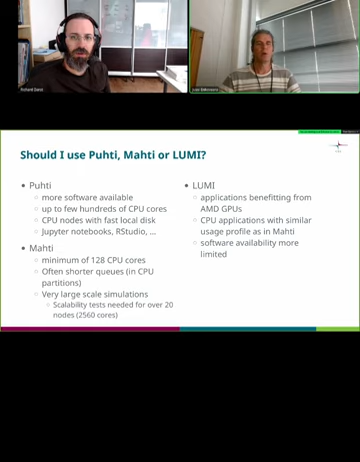 Richard Darst
Should I use Puhti, Mahti or LUMI?
• Puhti
○ more software available
○ up to few hundreds of CPU cores
○ CPU nodes with fast local disk
○ Jupyter notebooks, RStudio, ...
• Mahti
○ minimum of 128 CPU cores
○ Often shorter queues (in CPU
partitions)
○ Very large scale simulations
▫ Scalability tests needed for over 20
nodes (2560 cores)
• LUMI
○ applications benefitting from
AMD GPUs
○ CPU applications with similar
usage profile as in Mahti
○ software availability more
limited